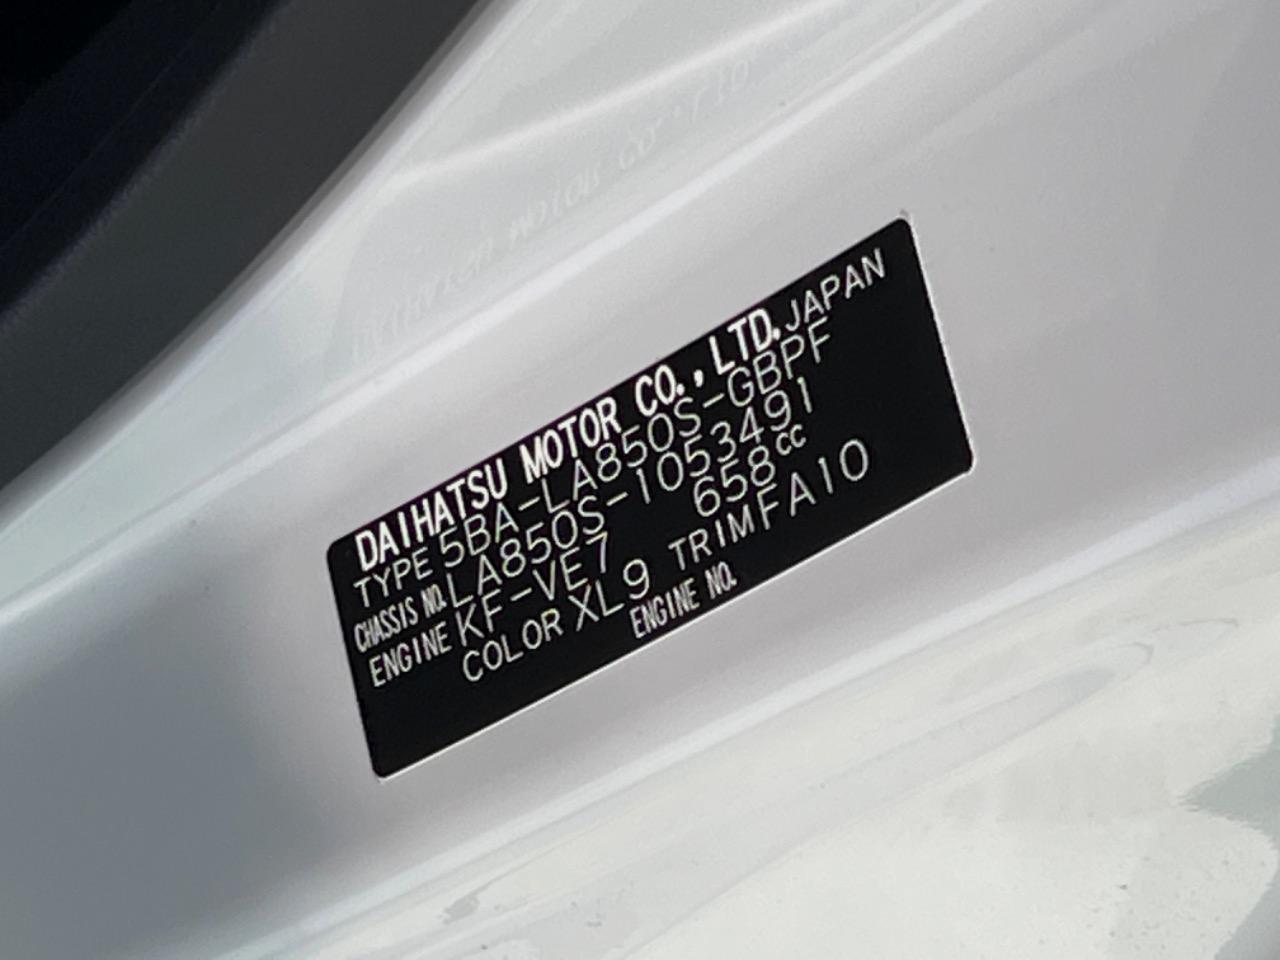 DAIHATSU MOTOR CO., LTD. JAPAN
TYPE 5BA-LA850S-GBPF
CHASSIS NO. LA850S-1053491
ENGINE KF-VE7 658cc
COLOR XL9 TRIM FA10
ENGINE NO.